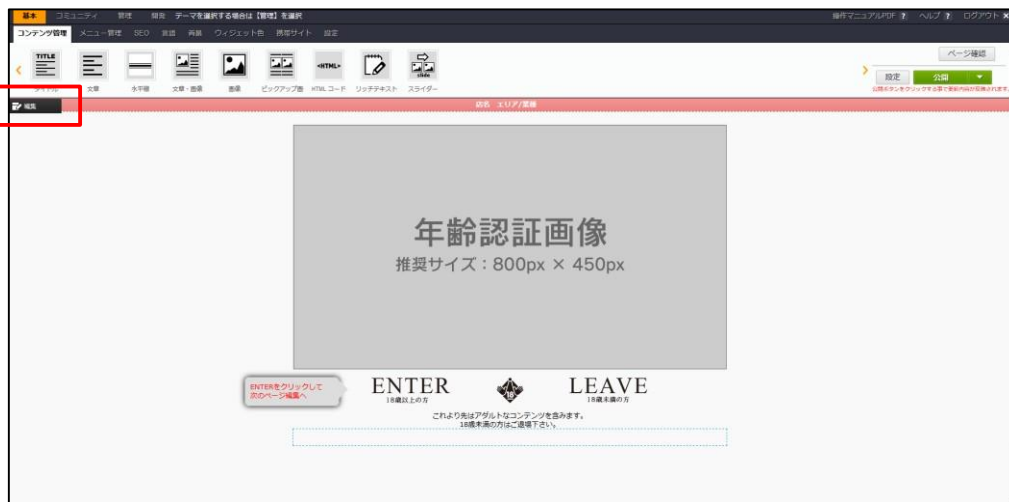 基本 コミュニティ 管理 開発 テーマを選択する場合は【管理】を選択 操作マニュアルPDF ? ヘルプ ? ログアウト ×
コンテンツ管理 メニュー管理 SEO 言語 背景 ウィジェット色 携帯サイト 設定
ページ確認
TITLE <HTML> slide
タイトル 文章 水平線 文章・画像 画像 ピックアップ画 HTML コード リッチテキスト スライダー
設定 公開
公開ボタンをクリックする事で更新内容が反映されます。
編集 店名 エリア/業種
年齢認証画像
推奨サイズ：800px × 450px
ENTERをクリックして
次のページ編集へ
ENTER 18 LEAVE
18歳以上の方 18歳未満の方
これより先はアダルトなコンテンツを含みます。
18歳未満の方はご退場下さい。